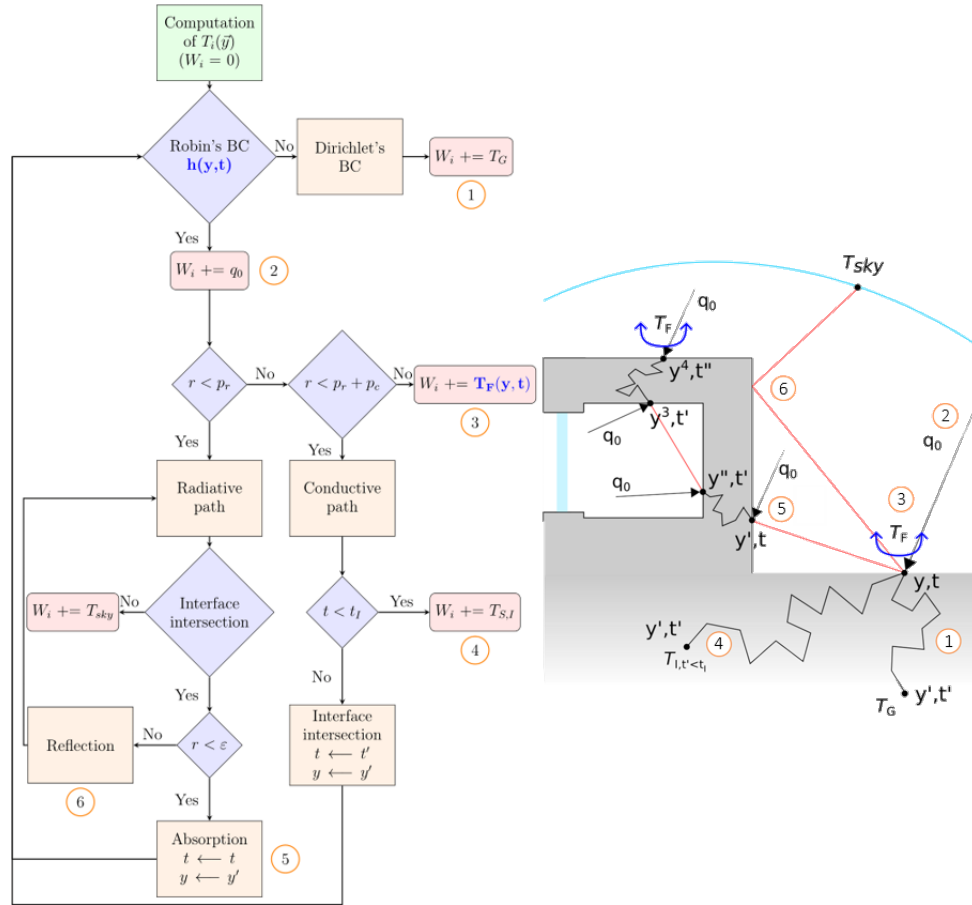 Computation
of T_i(y⃗)
(W_i = 0)
Robin's BC
h(y,t)
No
Dirichlet's
BC
W_i += T_G
1
Yes
W_i += q_0
2
r < p_r
No
r < p_r + p_c
No
W_i += T_F(y, t)
3
Yes
Yes
Radiative
path
Conductive
path
W_i += T_sky
No
Interface
intersection
t < t_I
Yes
W_i += T_S,I
4
Yes
No
Reflection
No
r < ε
Interface
intersection
t ⟵ t′
y ⟵ y′
6
Yes
Absorption
t ⟵ t
y ⟵ y′
5
T_sky
q_0
T_F
y⁴,t"
6
2
y³,t'
q_0
q_0
q_0
q_0
y",t'
5
3
T_F
y',t
y,t
y',t'
4
1
T_I,t'<t_I
T_G
y',t'